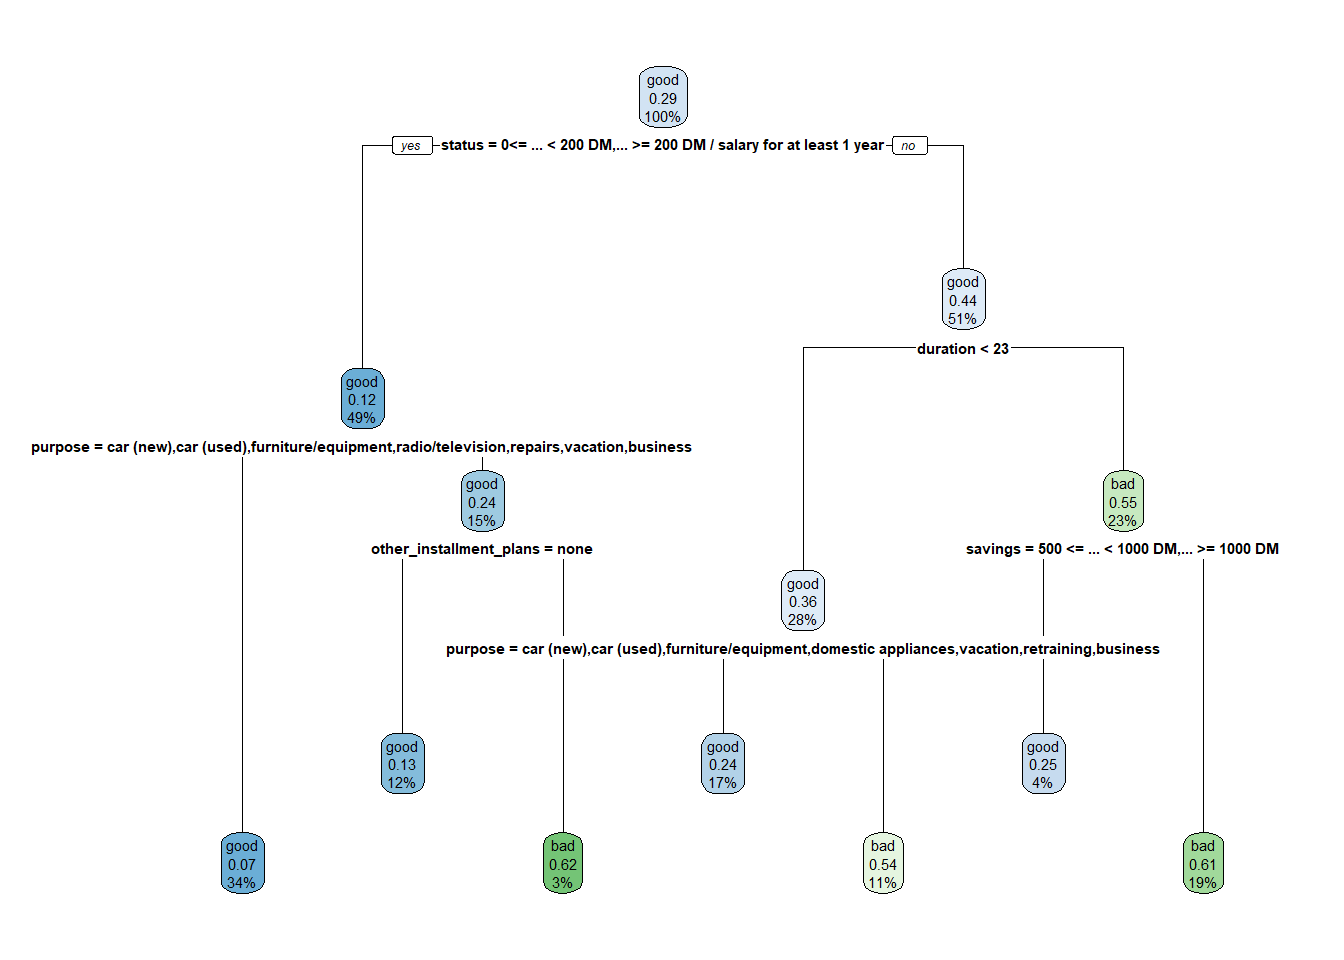 good
0.29
100%
yes
status = 0<= ... < 200 DM,... >= 200 DM / salary for at least 1 year
no
good
0.44
51%
duration < 23
good
0.12
49%
purpose = car (new),car (used),furniture/equipment,radio/television,repairs,vacation,business
good
0.24
15%
bad
0.55
23%
other_installment_plans = none
savings = 500 <= ... < 1000 DM,... >= 1000 DM
good
0.36
28%
purpose = car (new),car (used),furniture/equipment,domestic appliances,vacation,retraining,business
good
0.13
12%
good
0.24
17%
good
0.25
4%
good
0.07
34%
bad
0.62
3%
bad
0.54
11%
bad
0.61
19%